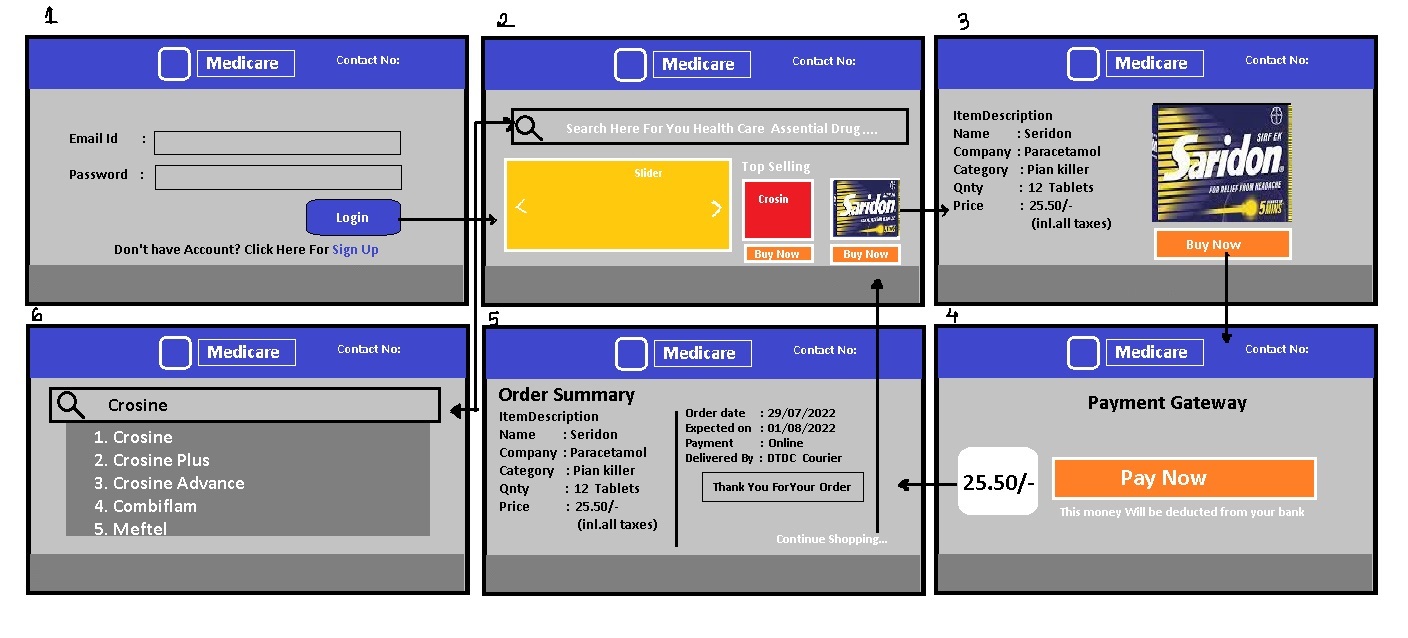 1
Medicare
Contact No:
Email Id :
Password :
Login
Don't have Account? Click Here For Sign Up
2
Medicare
Contact No:
Search Here For You Health Care Assential Drug....
Slider
Top Selling
Crosin
Saridon
Buy Now
Buy Now
3
Medicare
Contact No:
ItemDescription
Name : Seridon
Company : Paracetamol
Category : Pian killer
Qnty : 12 Tablets
Price : 25.50/-
(inl.all taxes)
Saridon
FOR RELIEF FROM HEADACHE
5 MINS
Buy Now
6
Medicare
Contact No:
Crosine
1. Crosine
2. Crosine Plus
3. Crosine Advance
4. Combiflam
5. Meftel
5
Medicare
Contact No:
Order Summary
ItemDescription
Name : Seridon
Company : Paracetamol
Category : Pian killer
Qnty : 12 Tablets
Price : 25.50/-
(inl.all taxes)
Order date : 29/07/2022
Expected on : 01/08/2022
Payment : Online
Delivered By : DTDC Courier
Thank You ForYour Order
Continue Shopping...
4
Medicare
Contact No:
Payment Gateway
25.50/-
Pay Now
This money Will be deducted from your bank